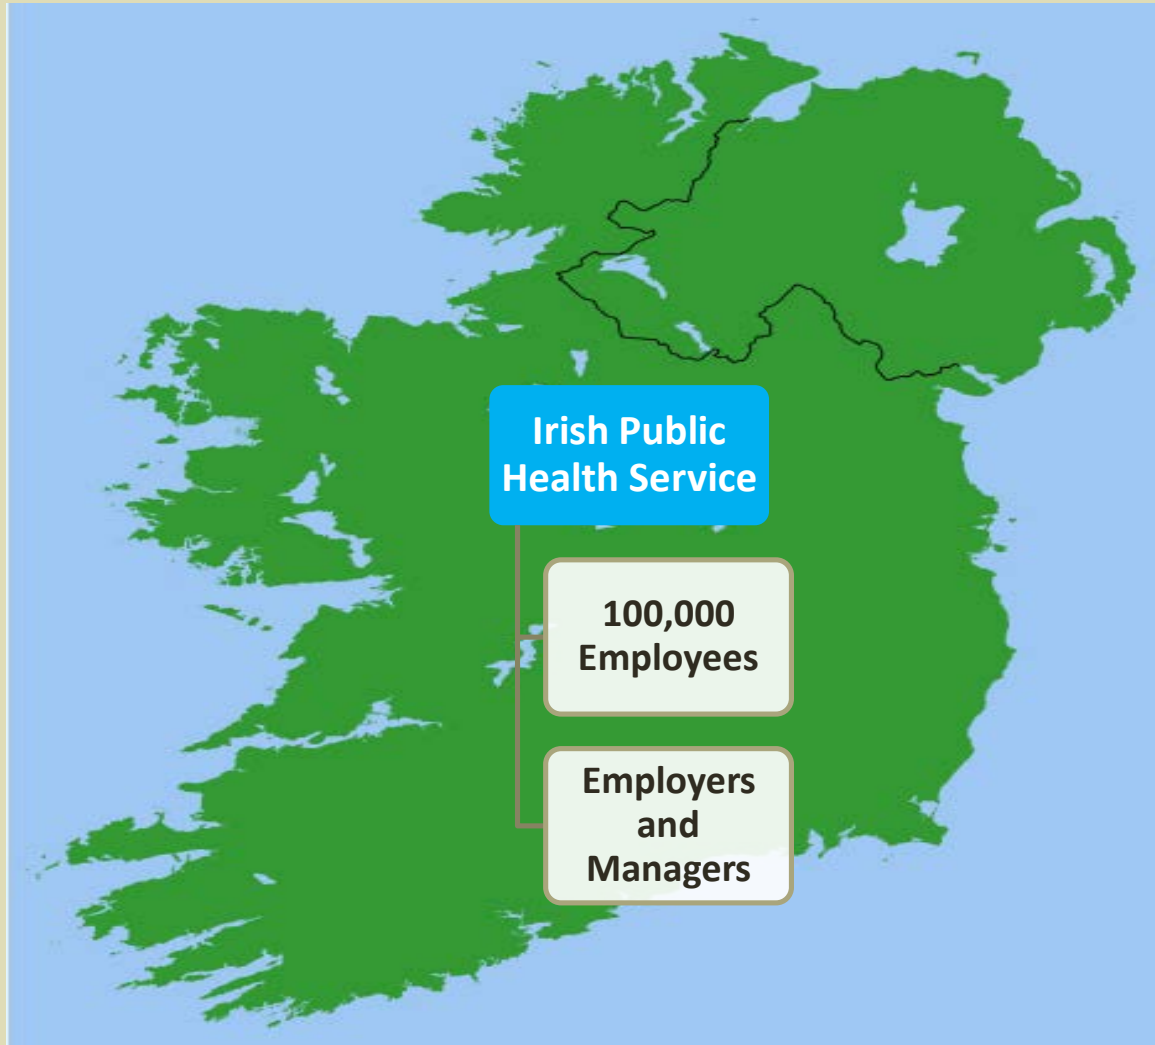 Irish Public
Health Service
100,000
Employees
Employers
and
Managers